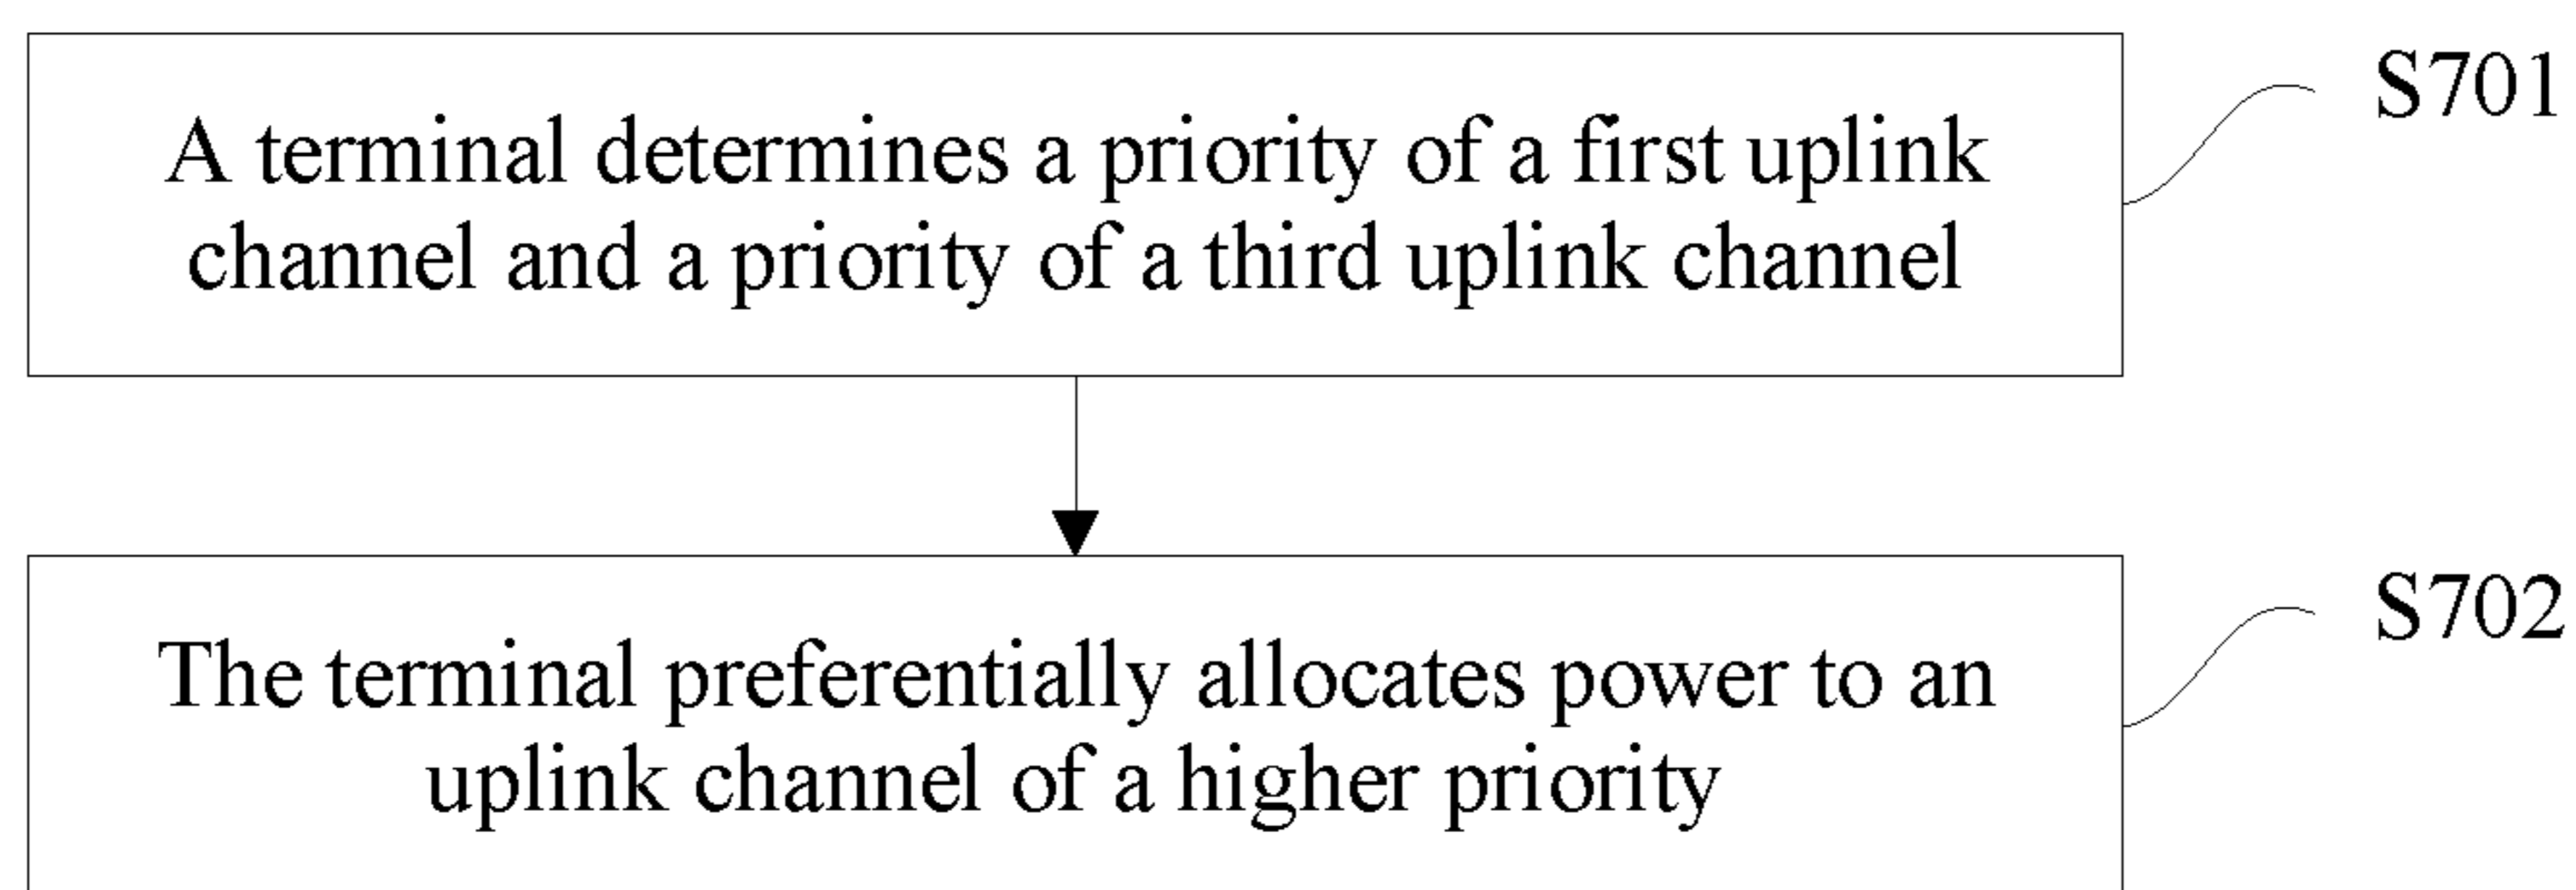 A terminal determines a priority of a first uplink
channel and a priority of a third uplink channel
S701
The terminal preferentially allocates power to an
uplink channel of a higher priority
S702